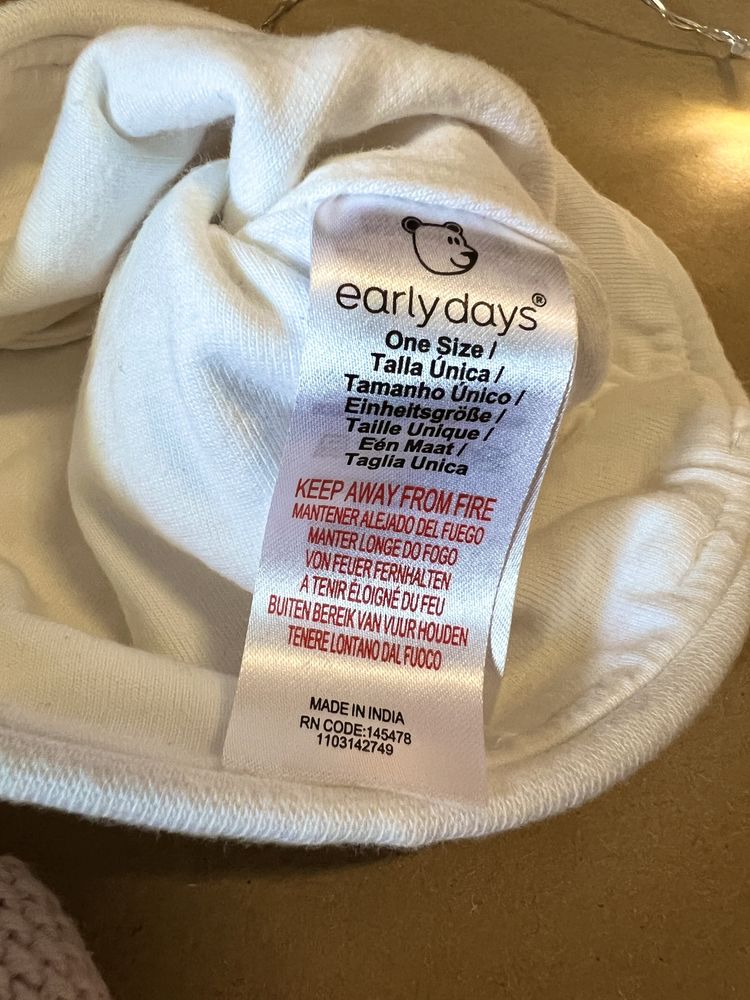 early days®
One Size /
Talla Única /
Tamanho Único /
Einheitsgröße /
Taille Unique /
Eén Maat /
Taglia Unica
KEEP AWAY FROM FIRE
MANTENER ALEJADO DEL FUEGO
MANTER LONGE DO FOGO
VON FEUER FERNHALTEN
A TENIR ÉLOIGNÉ DU FEU
BUITEN BEREIK VAN VUUR HOUDEN
TENERE LONTANO DAL FUOCO
MADE IN INDIA
RN CODE:145478
1103142749